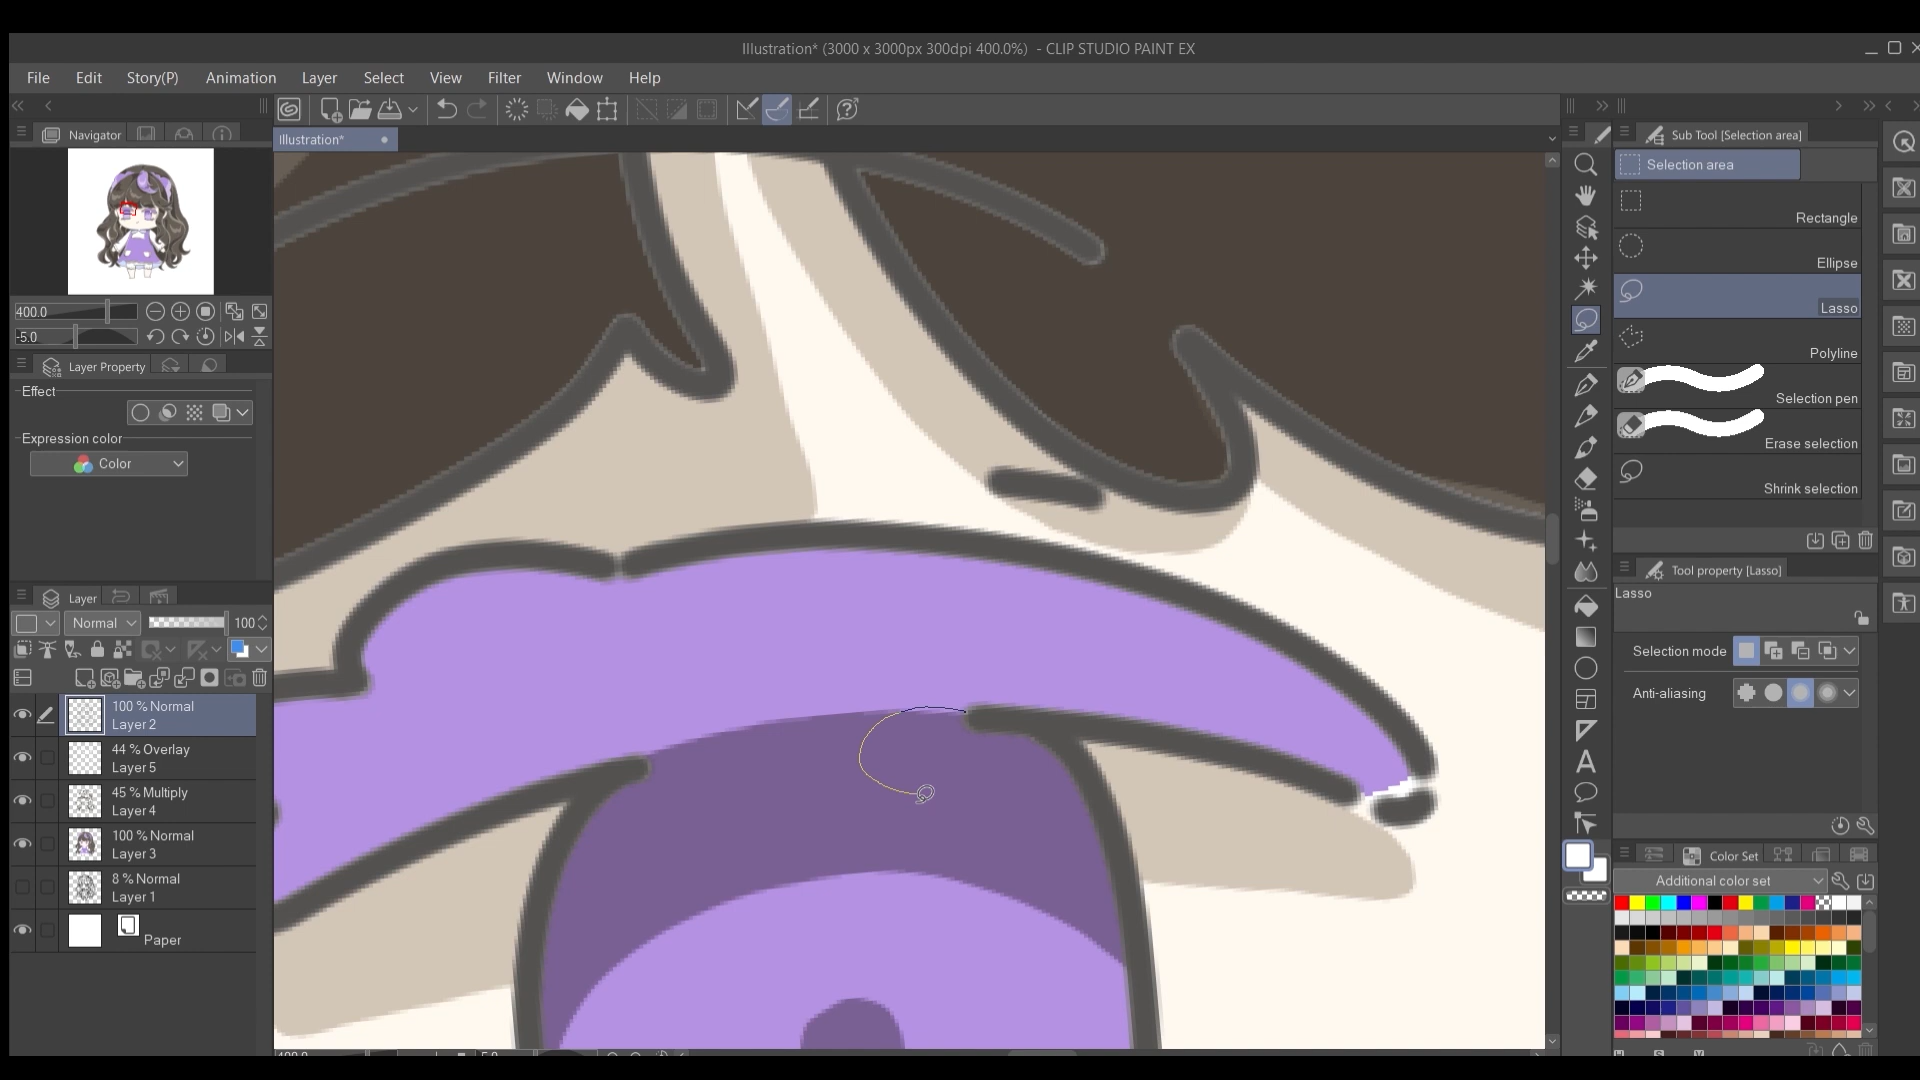 Illustration* (3000 x 3000px 300dpi 400.0%) - CLIP STUDIO PAINT EX
File Edit Story(P) Animation Layer Select View Filter Window Help
Navigator
Illustration*
Sub Tool [Selection area]
Selection area
Rectangle
Ellipse
Lasso
Polyline
Selection pen
Erase selection
Shrink selection
400.0
-5.0
Layer Property
Effect
Expression color
Color
Layer
Normal 100
100 % Normal
Layer 2
44 % Overlay
Layer 5
45 % Multiply
Layer 4
100 % Normal
Layer 3
8 % Normal
Layer 1
Paper
Tool property [Lasso]
Lasso
Selection mode
Anti-aliasing
A
Color Set
Additional color set